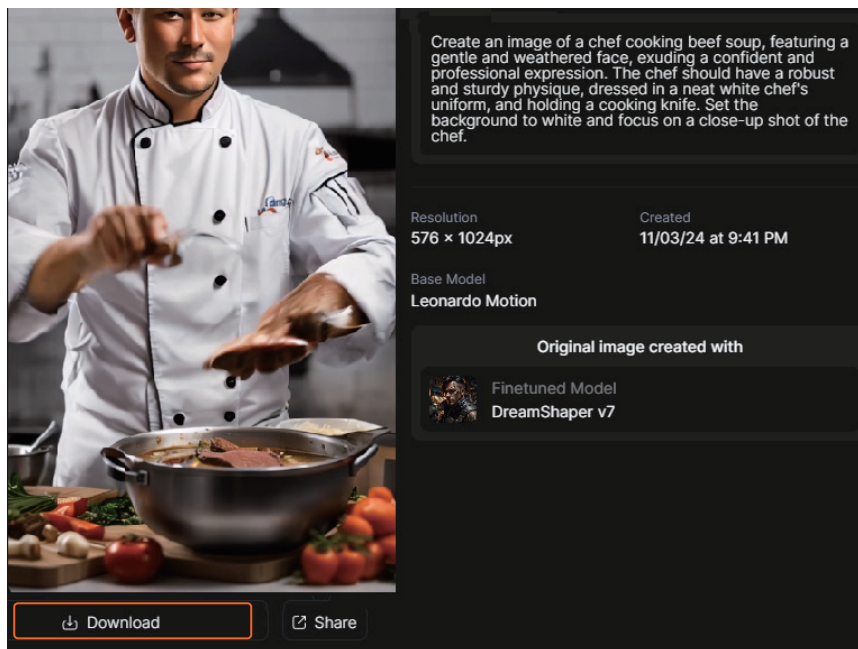 Create an image of a chef cooking beef soup, featuring a
gentle and weathered face, exuding a confident and
professional expression. The chef should have a robust
and sturdy physique, dressed in a neat white chef's
uniform, and holding a cooking knife. Set the
background to white and focus on a close-up shot of the
chef.
Resolution
576 × 1024px
Created
11/03/24 at 9:41 PM
Base Model
Leonardo Motion
Original image created with
Finetuned Model
DreamShaper v7
Download
Share